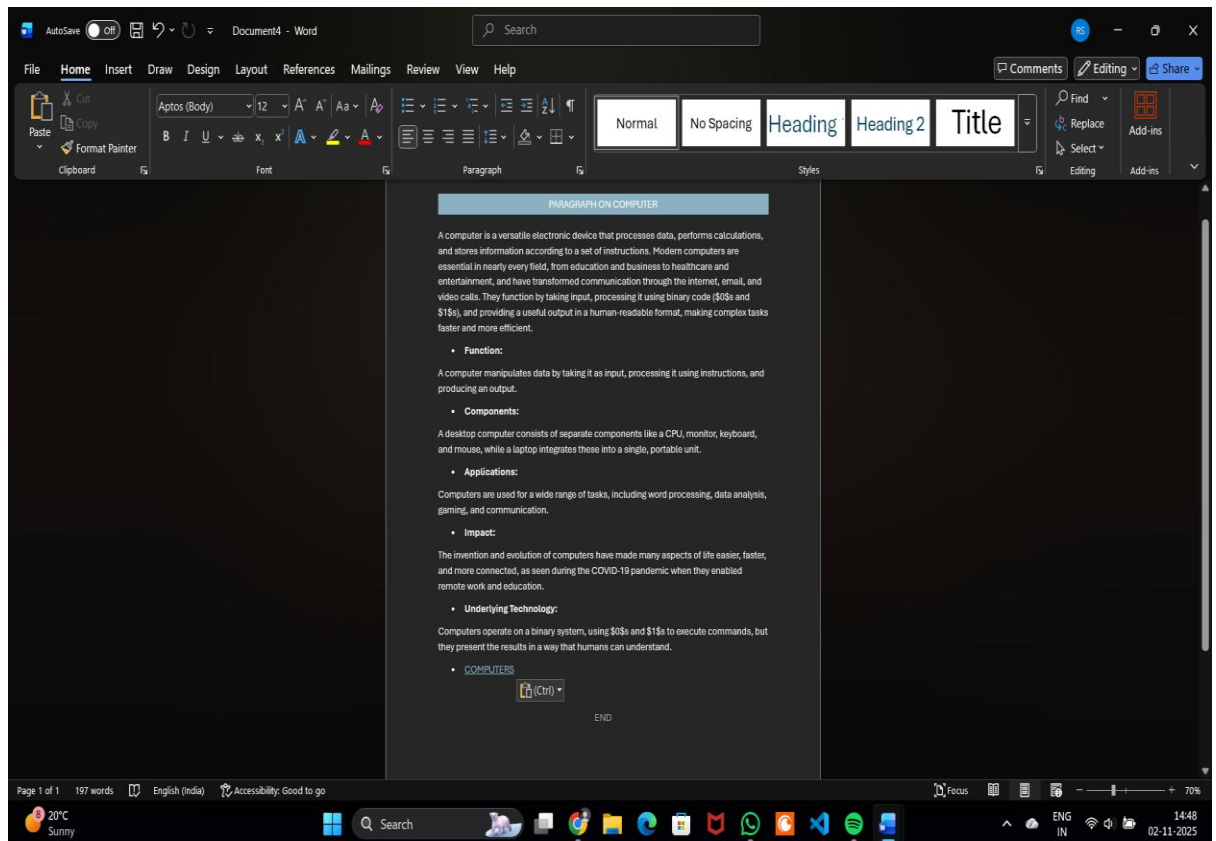 AutoSave Off Document4 - Word Search RS
File Home Insert Draw Design Layout References Mailings Review View Help Comments Editing Share
Paste Cut Copy Format Painter
Clipboard
Aptos (Body) 12 A^ Aˇ Aa A
B I U ab x₂ x² A A
Font
Paragraph
Normal No Spacing Heading Heading 2 Title
Styles
Find Replace Select
Editing
Add-ins
Add-ins
PARAGRAPH ON COMPUTER
A computer is a versatile electronic device that processes data, performs calculations,
and stores information according to a set of instructions. Modern computers are
essential in nearly every field, from education and business to healthcare and
entertainment, and have transformed communication through the internet, email, and
video calls. They function by taking input, processing it using binary code ($0$s and
$1$s), and providing a useful output in a human-readable format, making complex tasks
faster and more efficient.
• Function:
A computer manipulates data by taking it as input, processing it using instructions, and
producing an output.
• Components:
A desktop computer consists of separate components like a CPU, monitor, keyboard,
and mouse, while a laptop integrates these into a single, portable unit.
• Applications:
Computers are used for a wide range of tasks, including word processing, data analysis,
gaming, and communication.
• Impact:
The invention and evolution of computers have made many aspects of life easier, faster,
and more connected, as seen during the COVID-19 pandemic when they enabled
remote work and education.
• Underlying Technology:
Computers operate on a binary system, using $0$s and $1$s to execute commands, but
they present the results in a way that humans can understand.
• COMPUTERS
(Ctrl)
END
Page 1 of 1 197 words English (India) Accessibility: Good to go Focus 70%
8 20°C
Sunny
Search
ENG
IN
14:48
02-11-2025